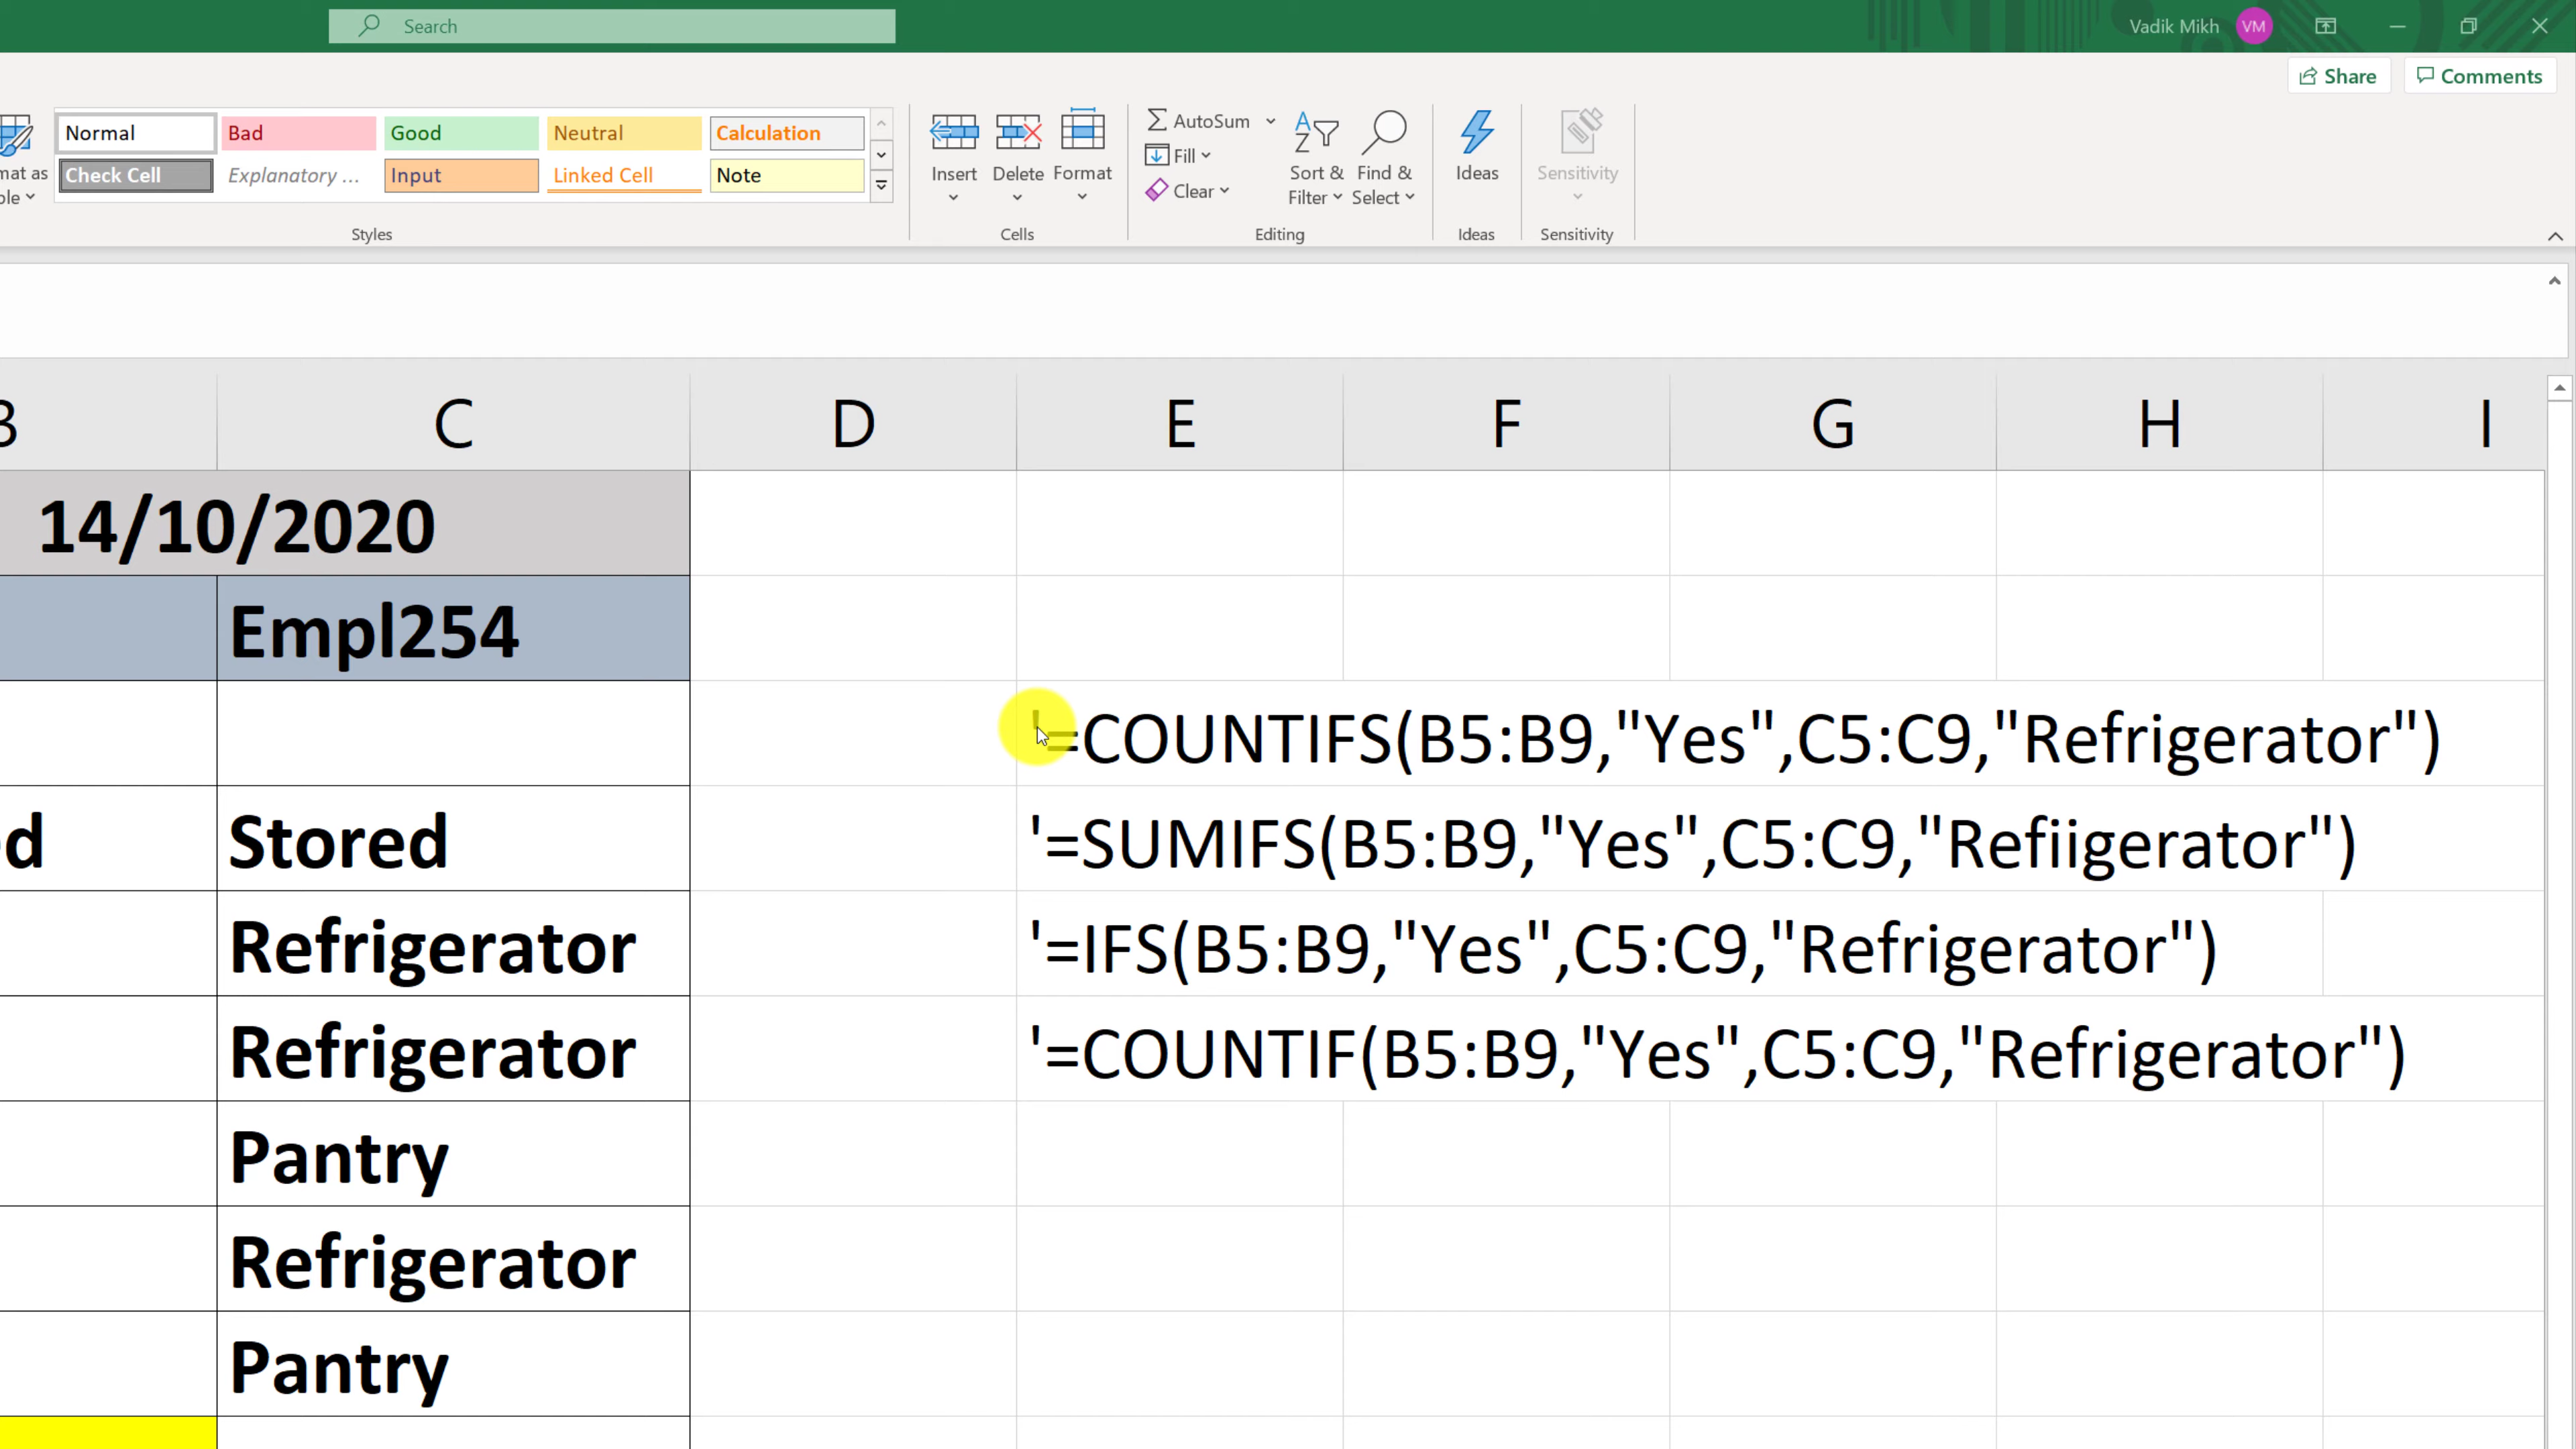 Search
Vadik Mikh VM
Share Comments
Normal Bad Good Neutral Calculation
Check Cell Explanatory ... Input Linked Cell Note
Insert Delete Format
AutoSum
Fill
Clear
Sort & Filter
Find & Select
Ideas
Sensitivity
Styles Cells Editing Ideas Sensitivity
C D E F G H I
14/10/2020
Empl254
'=COUNTIFS(B5:B9,"Yes",C5:C9,"Refrigerator")
Stored '=SUMIFS(B5:B9,"Yes",C5:C9,"Refiigerator")
Refrigerator '=IFS(B5:B9,"Yes",C5:C9,"Refrigerator")
Refrigerator '=COUNTIF(B5:B9,"Yes",C5:C9,"Refrigerator")
Pantry
Refrigerator
Pantry